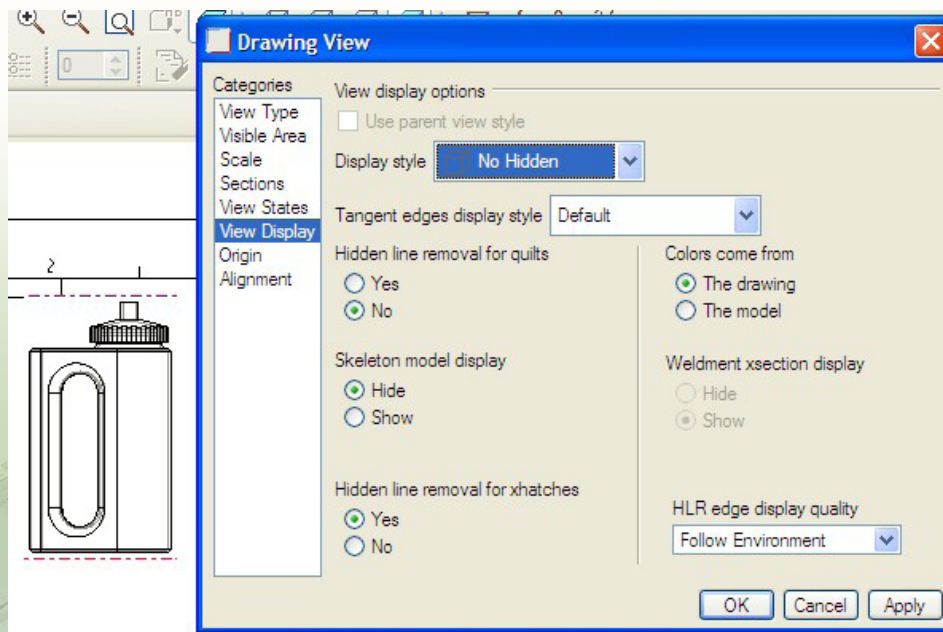 0
Drawing View
Categories
View Type
Visible Area
Scale
Sections
View States
View Display
Origin
Alignment
View display options
Use parent view style
Display style No Hidden
Tangent edges display style Default
Hidden line removal for quilts
Yes
No
Colors come from
The drawing
The model
Skeleton model display
Hide
Show
Weldment xsection display
Hide
Show
Hidden line removal for xhatches
Yes
No
HLR edge display quality
Follow Environment
OK Cancel Apply
2